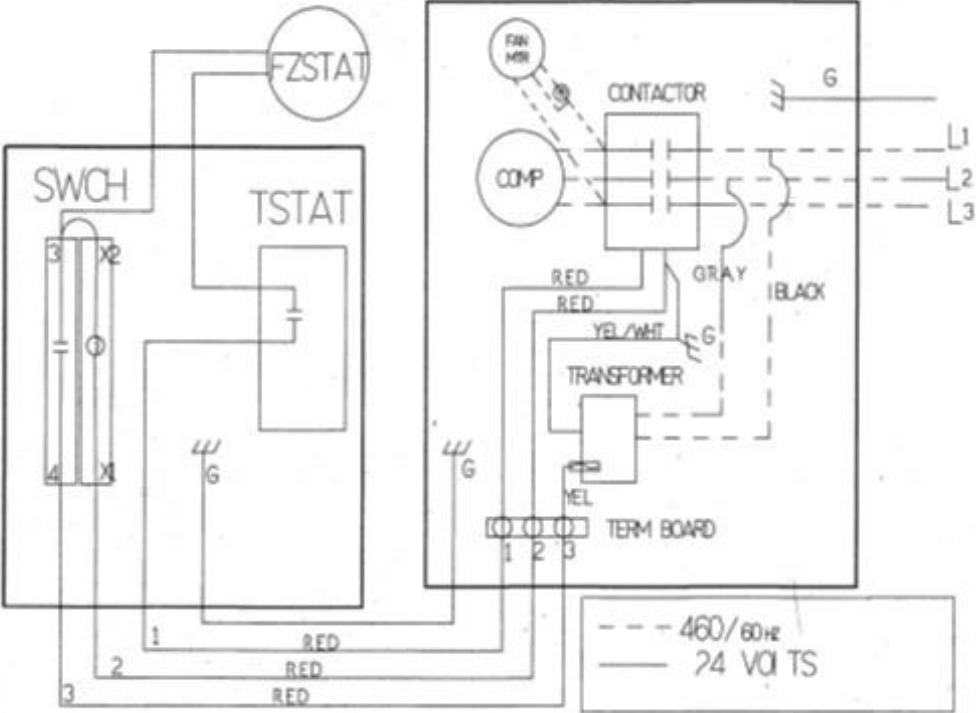 FZSTAT
FAN
MTR
CONTACTOR
G
L1
L2
L3
COMP
SWCH
TSTAT
3 X2
GRAY
BLACK
RED
RED
YEL/WHT
G
TRANSFORMER
4 X1
G
G
YEL
TERM BOARD
1 2 3
1 RED
2 RED
3 RED
460/60HZ
24 VOLTS